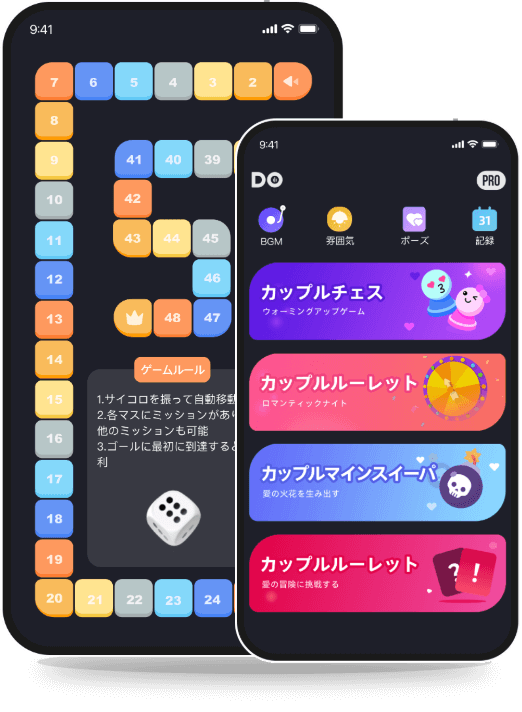 9:41
7 6 5 4 3 2
8
9
41 40 39
10
42
11
43 44 45
12
46
13
48 47
14
ゲームルール
15
1.サイコロを振って自動移動
2.各マスにミッションがあり
他のミッションも可能
3.ゴールに最初に到達すると
利
16
17
18
19
20 21 22 23 24
9:41
DO
PRO
31
BGM 雰囲気 ポーズ 記録
カップルチェス
ウォーミングアップゲーム
カップルルーレット
ロマンティックナイト
カップルマインスイーパ
愛の火花を生み出す
カップルルーレット
愛の冒険に挑戦する
? !